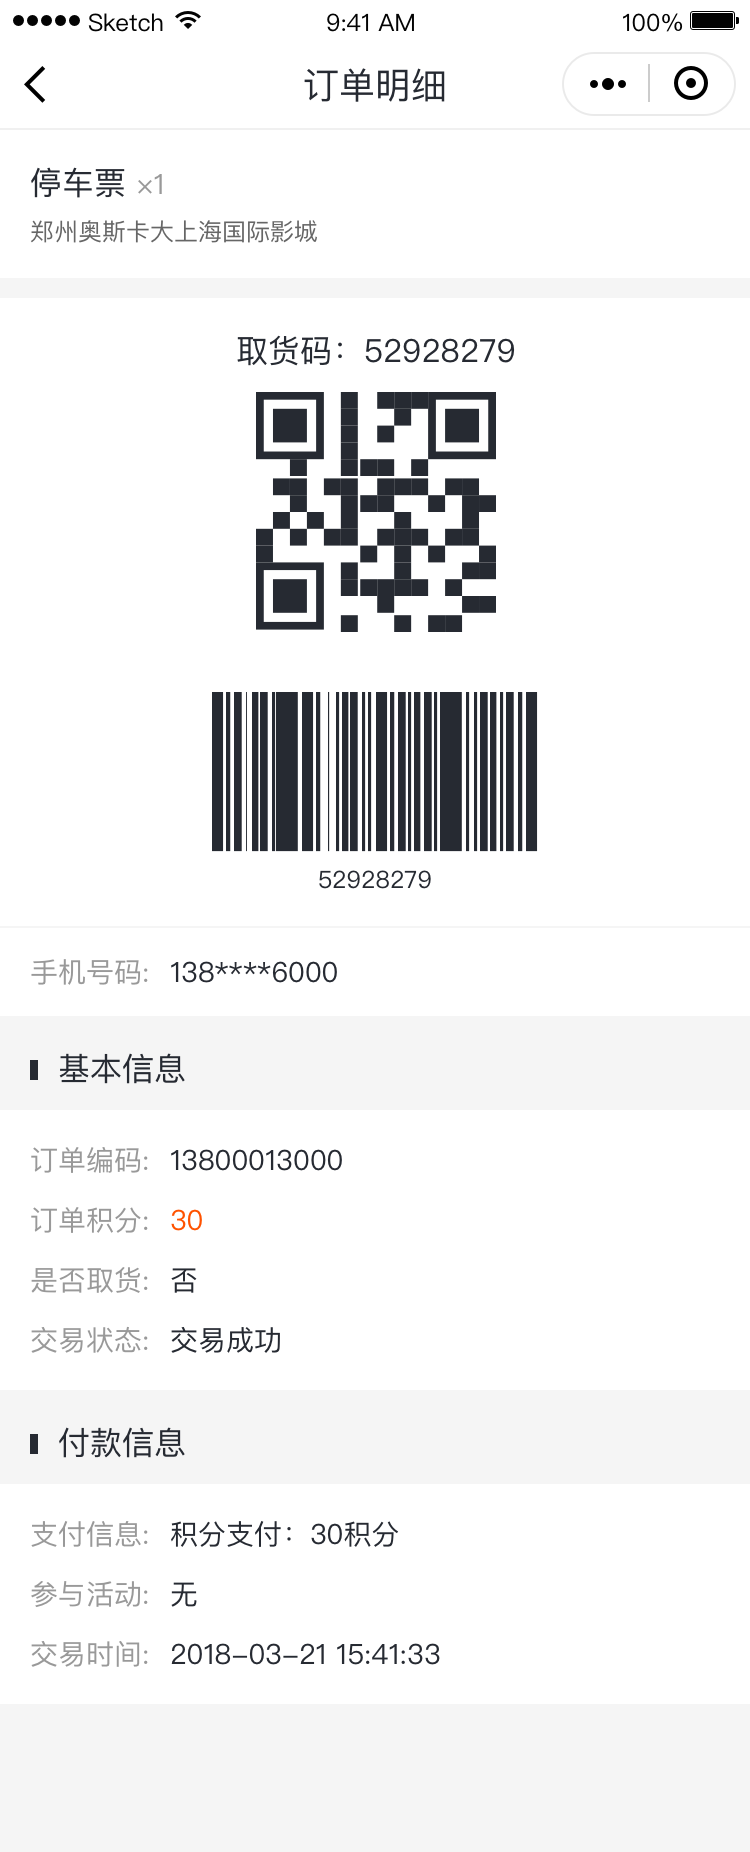 Sketch 9:41 AM 100%
订单明细
停车票 ×1
郑州奥斯卡大上海国际影城
取货码：52928279
52928279
手机号码: 138****6000
基本信息
订单编码: 13800013000
订单积分: 30
是否取货: 否
交易状态: 交易成功
付款信息
支付信息: 积分支付：30积分
参与活动: 无
交易时间: 2018-03-21 15:41:33